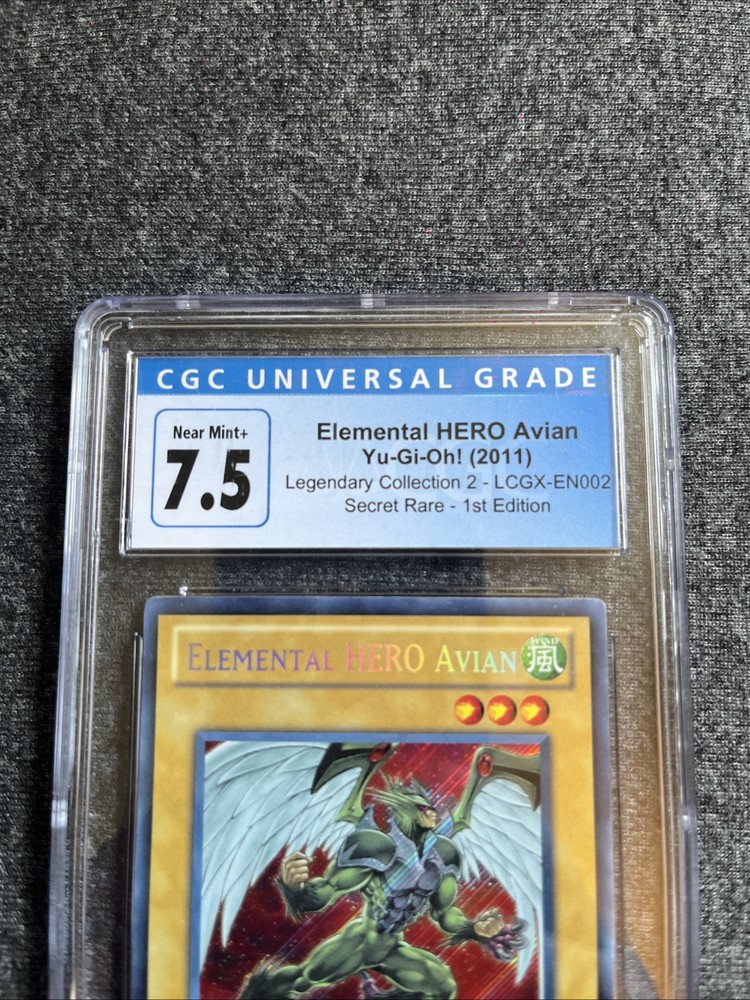 CGC UNIVERSAL GRADE
Near Mint+
7.5
Elemental HERO Avian
Yu-Gi-Oh! (2011)
Legendary Collection 2 - LCGX-EN002
Secret Rare - 1st Edition
ELEMENTAL HERO AVIAN
WIND
風